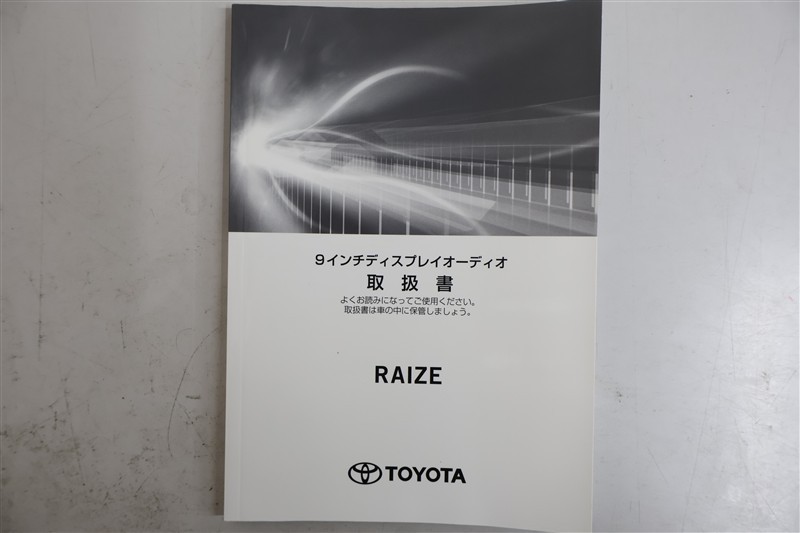 9インチディスプレイオーディオ
取扱書
よくお読みになってご使用ください。
取扱書は車の中に保管しましょう。
RAIZE
TOYOTA